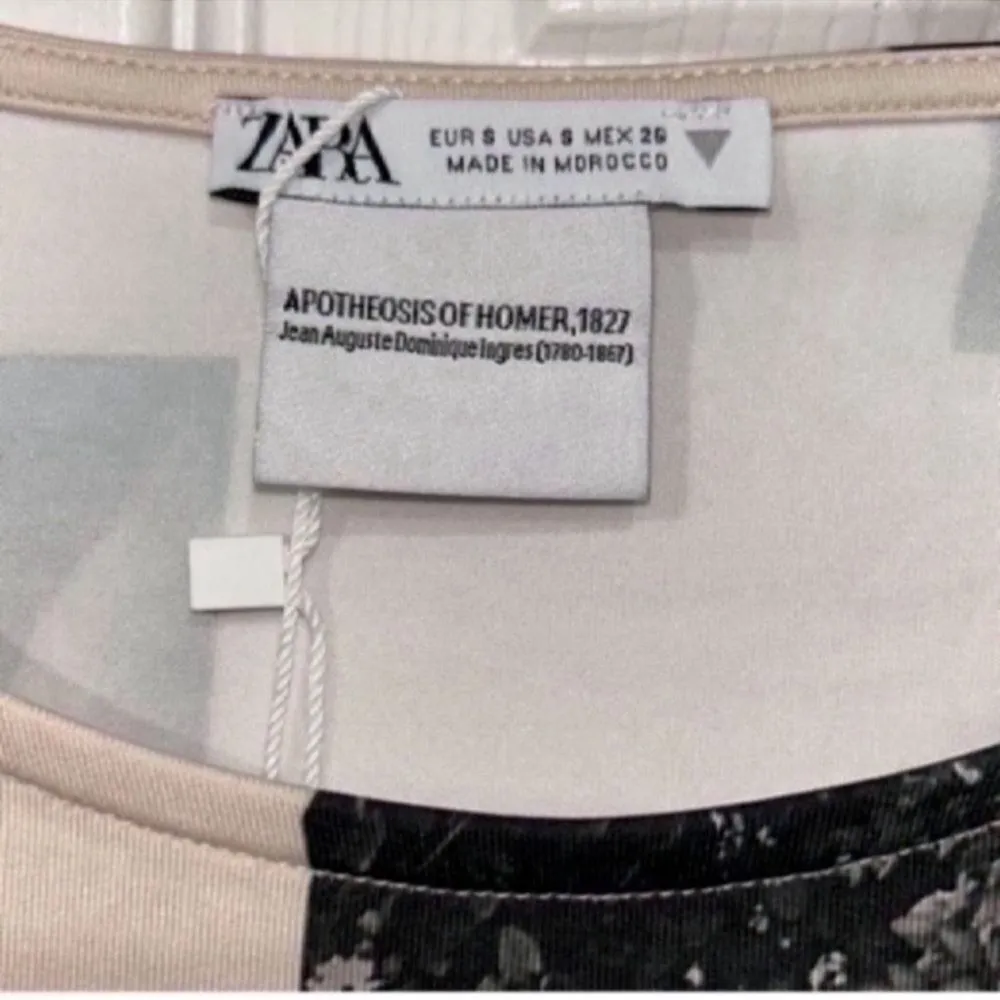 ZARA
EUR S USA S MEX 26
MADE IN MOROCCO
APOTHEOSIS OF HOMER, 1827
Jean Auguste Dominique Ingres (1780-1867)